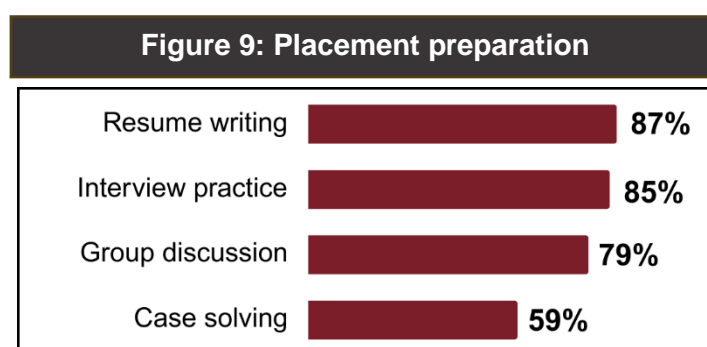 Figure 9: Placement preparation
Resume writing 87%
Interview practice 85%
Group discussion 79%
Case solving 59%